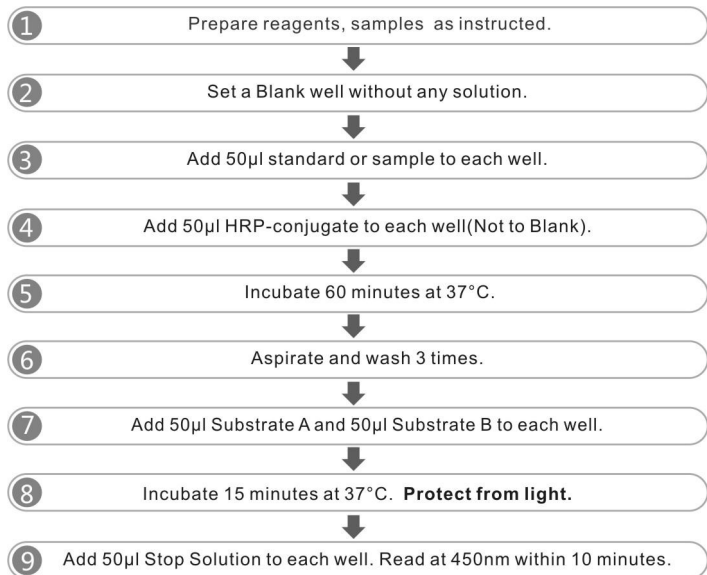 1 Prepare reagents, samples as instructed.
2 Set a Blank well without any solution.
3 Add 50µl standard or sample to each well.
4 Add 50µl HRP-conjugate to each well(Not to Blank).
5 Incubate 60 minutes at 37°C.
6 Aspirate and wash 3 times.
7 Add 50µl Substrate A and 50µl Substrate B to each well.
8 Incubate 15 minutes at 37°C. Protect from light.
9 Add 50µl Stop Solution to each well. Read at 450nm within 10 minutes.